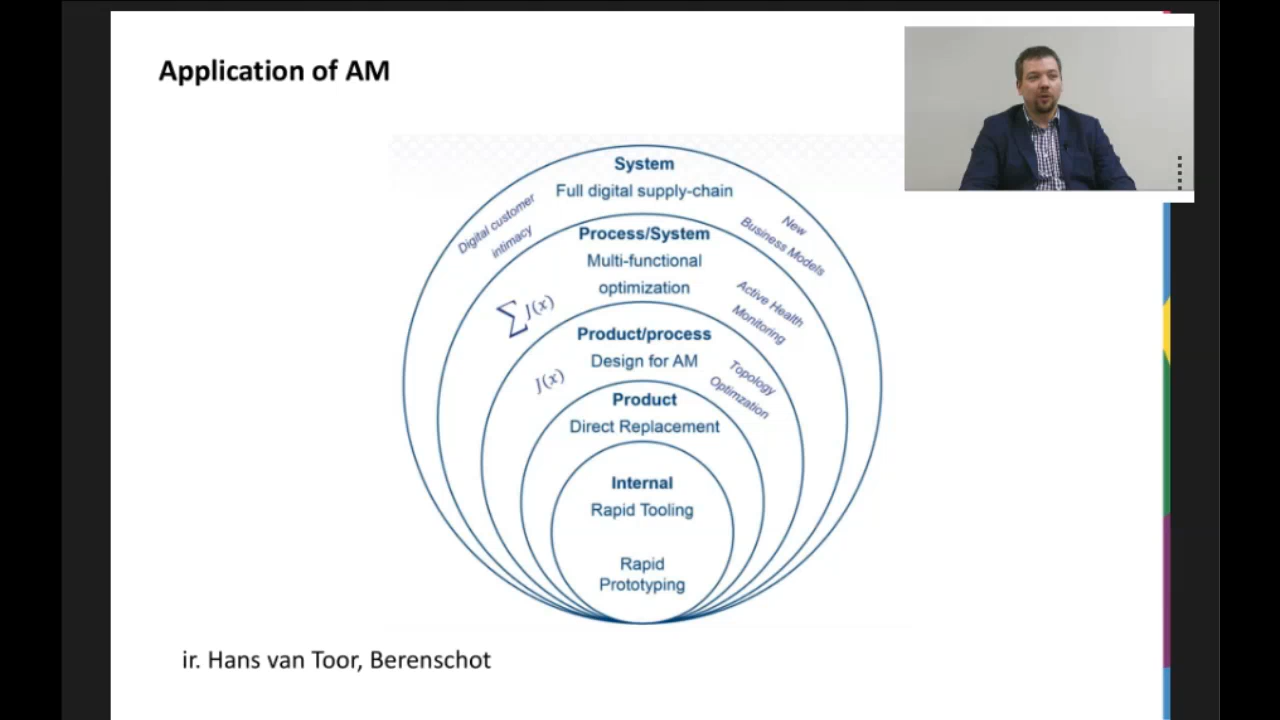 Application of AM
System
Full digital supply-chain
Digital customer
intimacy
New
Business Models
Process/System
Multi-functional
optimization
∑J(x)
Active Health
Monitoring
Product/process
Design for AM
J(x)
Topology
Optimzation
Product
Direct Replacement
Internal
Rapid Tooling
Rapid
Prototyping
ir. Hans van Toor, Berenschot